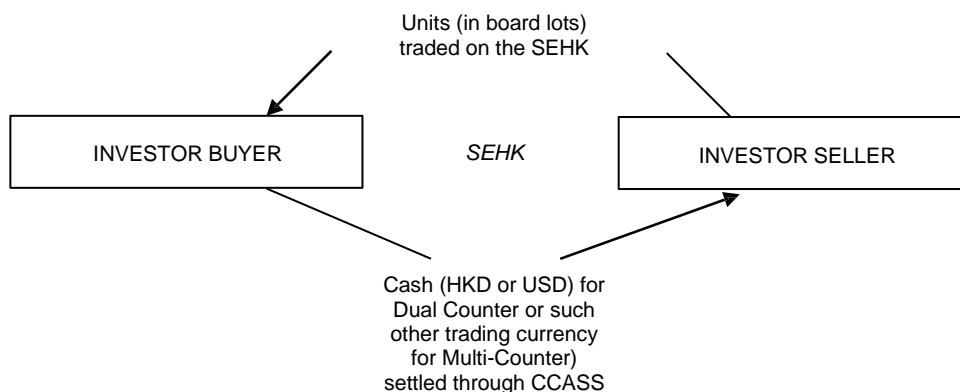 Units (in board lots)
traded on the SEHK
INVESTOR BUYER
SEHK
INVESTOR SELLER
Cash (HKD or USD) for
Dual Counter or such
other trading currency
for Multi-Counter)
settled through CCASS